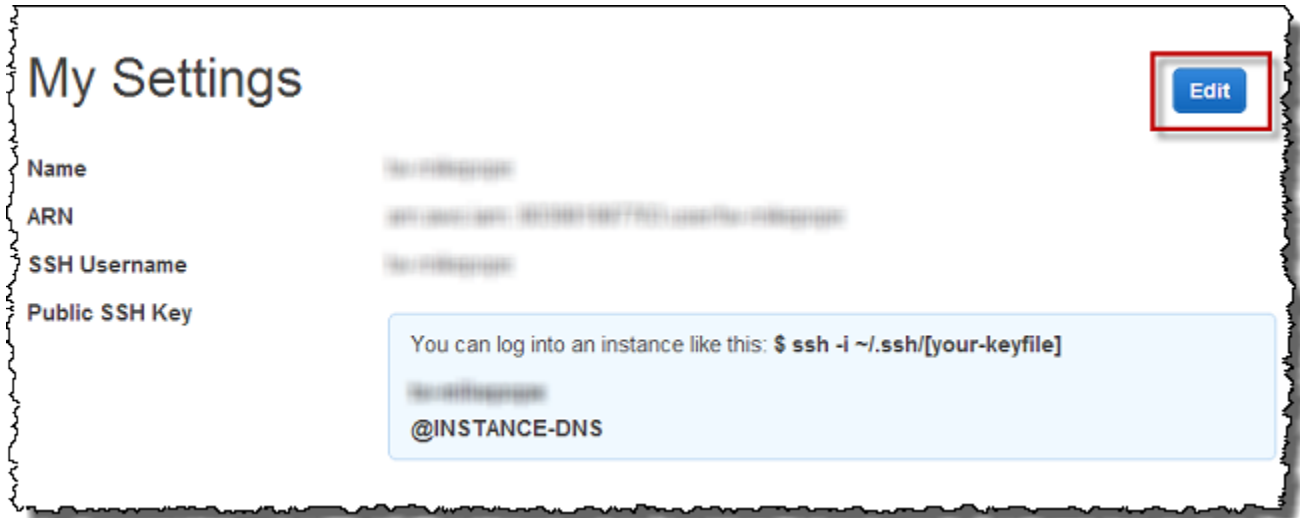 My Settings
Edit
Name
ARN
SSH Username
Public SSH Key
You can log into an instance like this: $ ssh -i ~/.ssh/[your-keyfile]
@INSTANCE-DNS